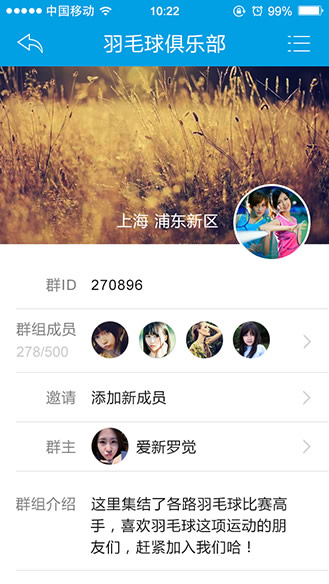 中国移动 10:22 99%
羽毛球俱乐部
上海 浦东新区
群ID 270896
群组成员
278/500
邀请 添加新成员
群主 爱新罗觉
群组介绍 这里集结了各路羽毛球比赛高
手，喜欢羽毛球这项运动的朋
友们，赶紧加入我们哈！